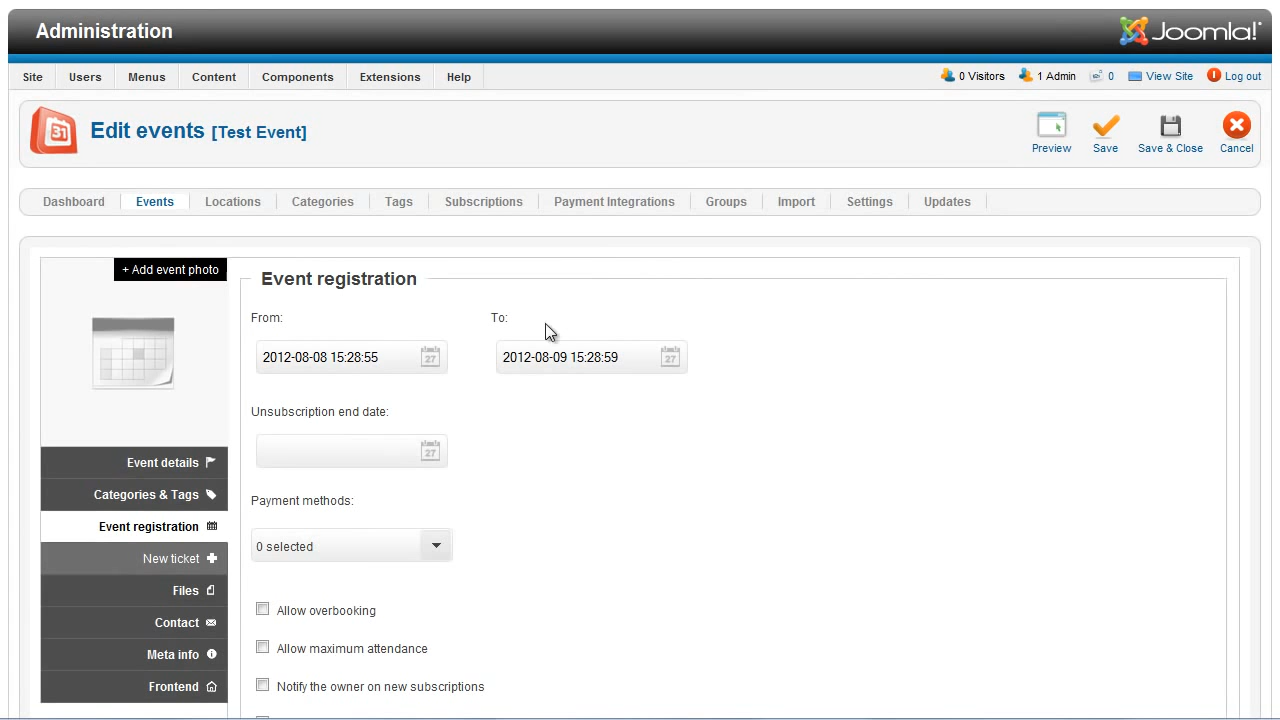 Administration
Joomla!
Site Users Menus Content Components Extensions Help
0 Visitors 1 Admin 0 View Site Log out
31
Edit events [Test Event]
Preview Save Save & Close Cancel
Dashboard Events Locations Categories Tags Subscriptions Payment Integrations Groups Import Settings Updates
+ Add event photo
Event registration
From: To:
2012-08-08 15:28:55 27 2012-08-09 15:28:59 27
Unsubscription end date:
27
Payment methods:
0 selected
Allow overbooking
Allow maximum attendance
Notify the owner on new subscriptions
Event details
Categories & Tags
Event registration
New ticket
Files
Contact
Meta info
Frontend